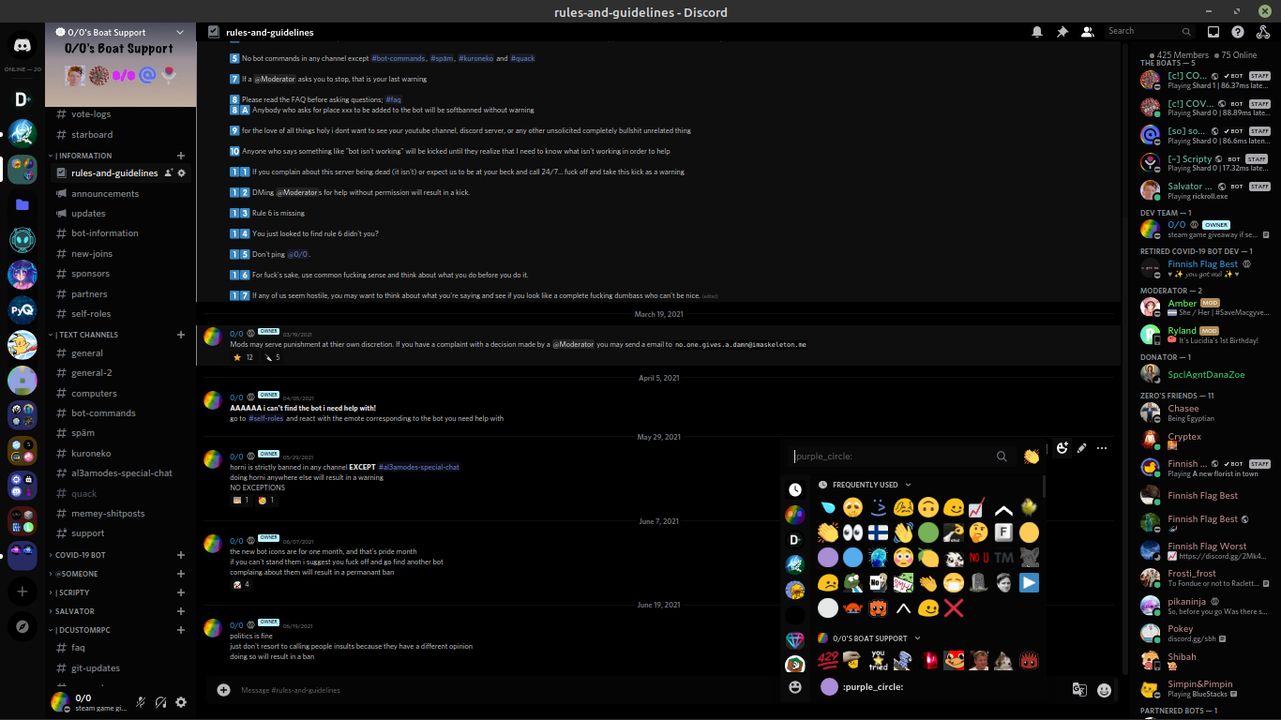 rules-and-guidelines - Discord
0/0's Boat Support
0/0's Boat Support
ONLINE — 20
vote-logs
starboard
| INFORMATION
rules-and-guidelines
announcements
updates
bot-information
new-joins
sponsors
partners
self-roles
| TEXT CHANNELS
general
general-2
computers
bot-commands
späm
kuroneko
al3amodes-special-chat
quack
memey-shitposts
support
COVID-19 BOT
@SOMEONE
| SCRIPTY
SALVATOR
DCUSTOMRPC
faq
git-updates
0/0
steam game gi...
rules-and-guidelines
Search
5 No bot commands in any channel except #bot-commands, #späm, #kuroneko and #quack
7 If a @Moderator asks you to stop, that is your last warning
8 Please read the FAQ before asking questions; #faq
8 A Anybody who asks for place xxx to be added to the bot will be softbanned without warning
9 for the love of all things holy i dont want to see your youtube channel, discord server, or any other unsolicited completely bullshit unrelated thing
10 Anyone who says something like "bot isn't working" will be kicked until they realize that I need to know what isn't working in order to help
1 1 If you complain about this server being dead (it isn't) or expect us to be at your beck and call 24/7... fuck off and take this kick as a warning
1 2 DMing @Moderator s for help without permission will result in a kick.
1 3 Rule 6 is missing
1 4 You just looked to find rule 6 didn't you?
1 5 Don't ping @0/0 .
1 6 For fuck's sake, use common fucking sense and think about what you do before you do it.
1 7 If any of us seem hostile, you may want to think about what you're saying and see if you look like a complete fucking dumbass who can't be nice. (edited)
March 19, 2021
0/0 OWNER 03/19/2021
Mods may serve punishment at thier own discretion. If you have a complaint with a decision made by a @Moderator you may send a email to no.one.gives.a.damn@imaskeleton.me
12 5
April 5, 2021
0/0 OWNER 04/05/2021
AAAAAA i can't find the bot i need help with!
go to #self-roles and react with the emote corresponding to the bot you need help with
May 29, 2021
0/0 OWNER 05/29/2021
horni is strictly banned in any channel EXCEPT #al3amodes-special-chat
doing horni anywhere else will result in a warning
NO EXCEPTIONS
1 1
June 7, 2021
0/0 OWNER 06/07/2021
the new bot icons are for one month, and that's pride month
if you can't stand them i suggest you fuck off and go find another bot
complaing about them will result in a permanant ban
4
June 19, 2021
0/0 OWNER 06/19/2021
politics is fine
just don't resort to calling people insults because they have a different opinion
doing so will result in a ban
Message #rules-and-guidelines
:purple_circle:
FREQUENTLY USED
F
NO U
TM
0/0'S BOAT SUPPORT
429
you tried
:purple_circle:
425 Members 75 Online
THE BOATS — 5
[c!] CO... BOT STAFF
Playing Shard 1 | 86.37ms late...
[c!] COV... BOT STAFF
Playing Shard 0 | 88.89ms late...
[so] so... BOT STAFF
Playing Shard 0 | 86.6ms laten...
[~] Scripty BOT STAFF
Playing Shard 0 | 17.32ms late...
Salvator ... BOT STAFF
Playing rickroll.exe
DEV TEAM — 1
0/0 OWNER
steam game giveaway if se...
RETIRED COVID-19 BOT DEV — 1
Finnish Flag Best
you got mail
MODERATOR — 2
Amber MOD
She / Her | #SaveMacgyve...
Ryland MOD
It's Lucidia's 1st Birthday!
DONATOR — 1
SpclAgntDanaZoe
ZERO'S FRIENDS — 11
Chasee
Being Egyptian
Cryptex
Finnish ... BOT STAFF
Playing A new florist in town
Finnish Flag Best
Finnish Flag Best
Finnish Flag Worst
https://discord.gg/2Mk4...
Frosti_frost
To Fondue or not to Raclett...
pikaninja
So, before you go Was there s...
Pokey
discord.gg/sbh
Shibah
Simpin&Pimpin
Playing BlueStacks
PARTNERED BOTS — 1